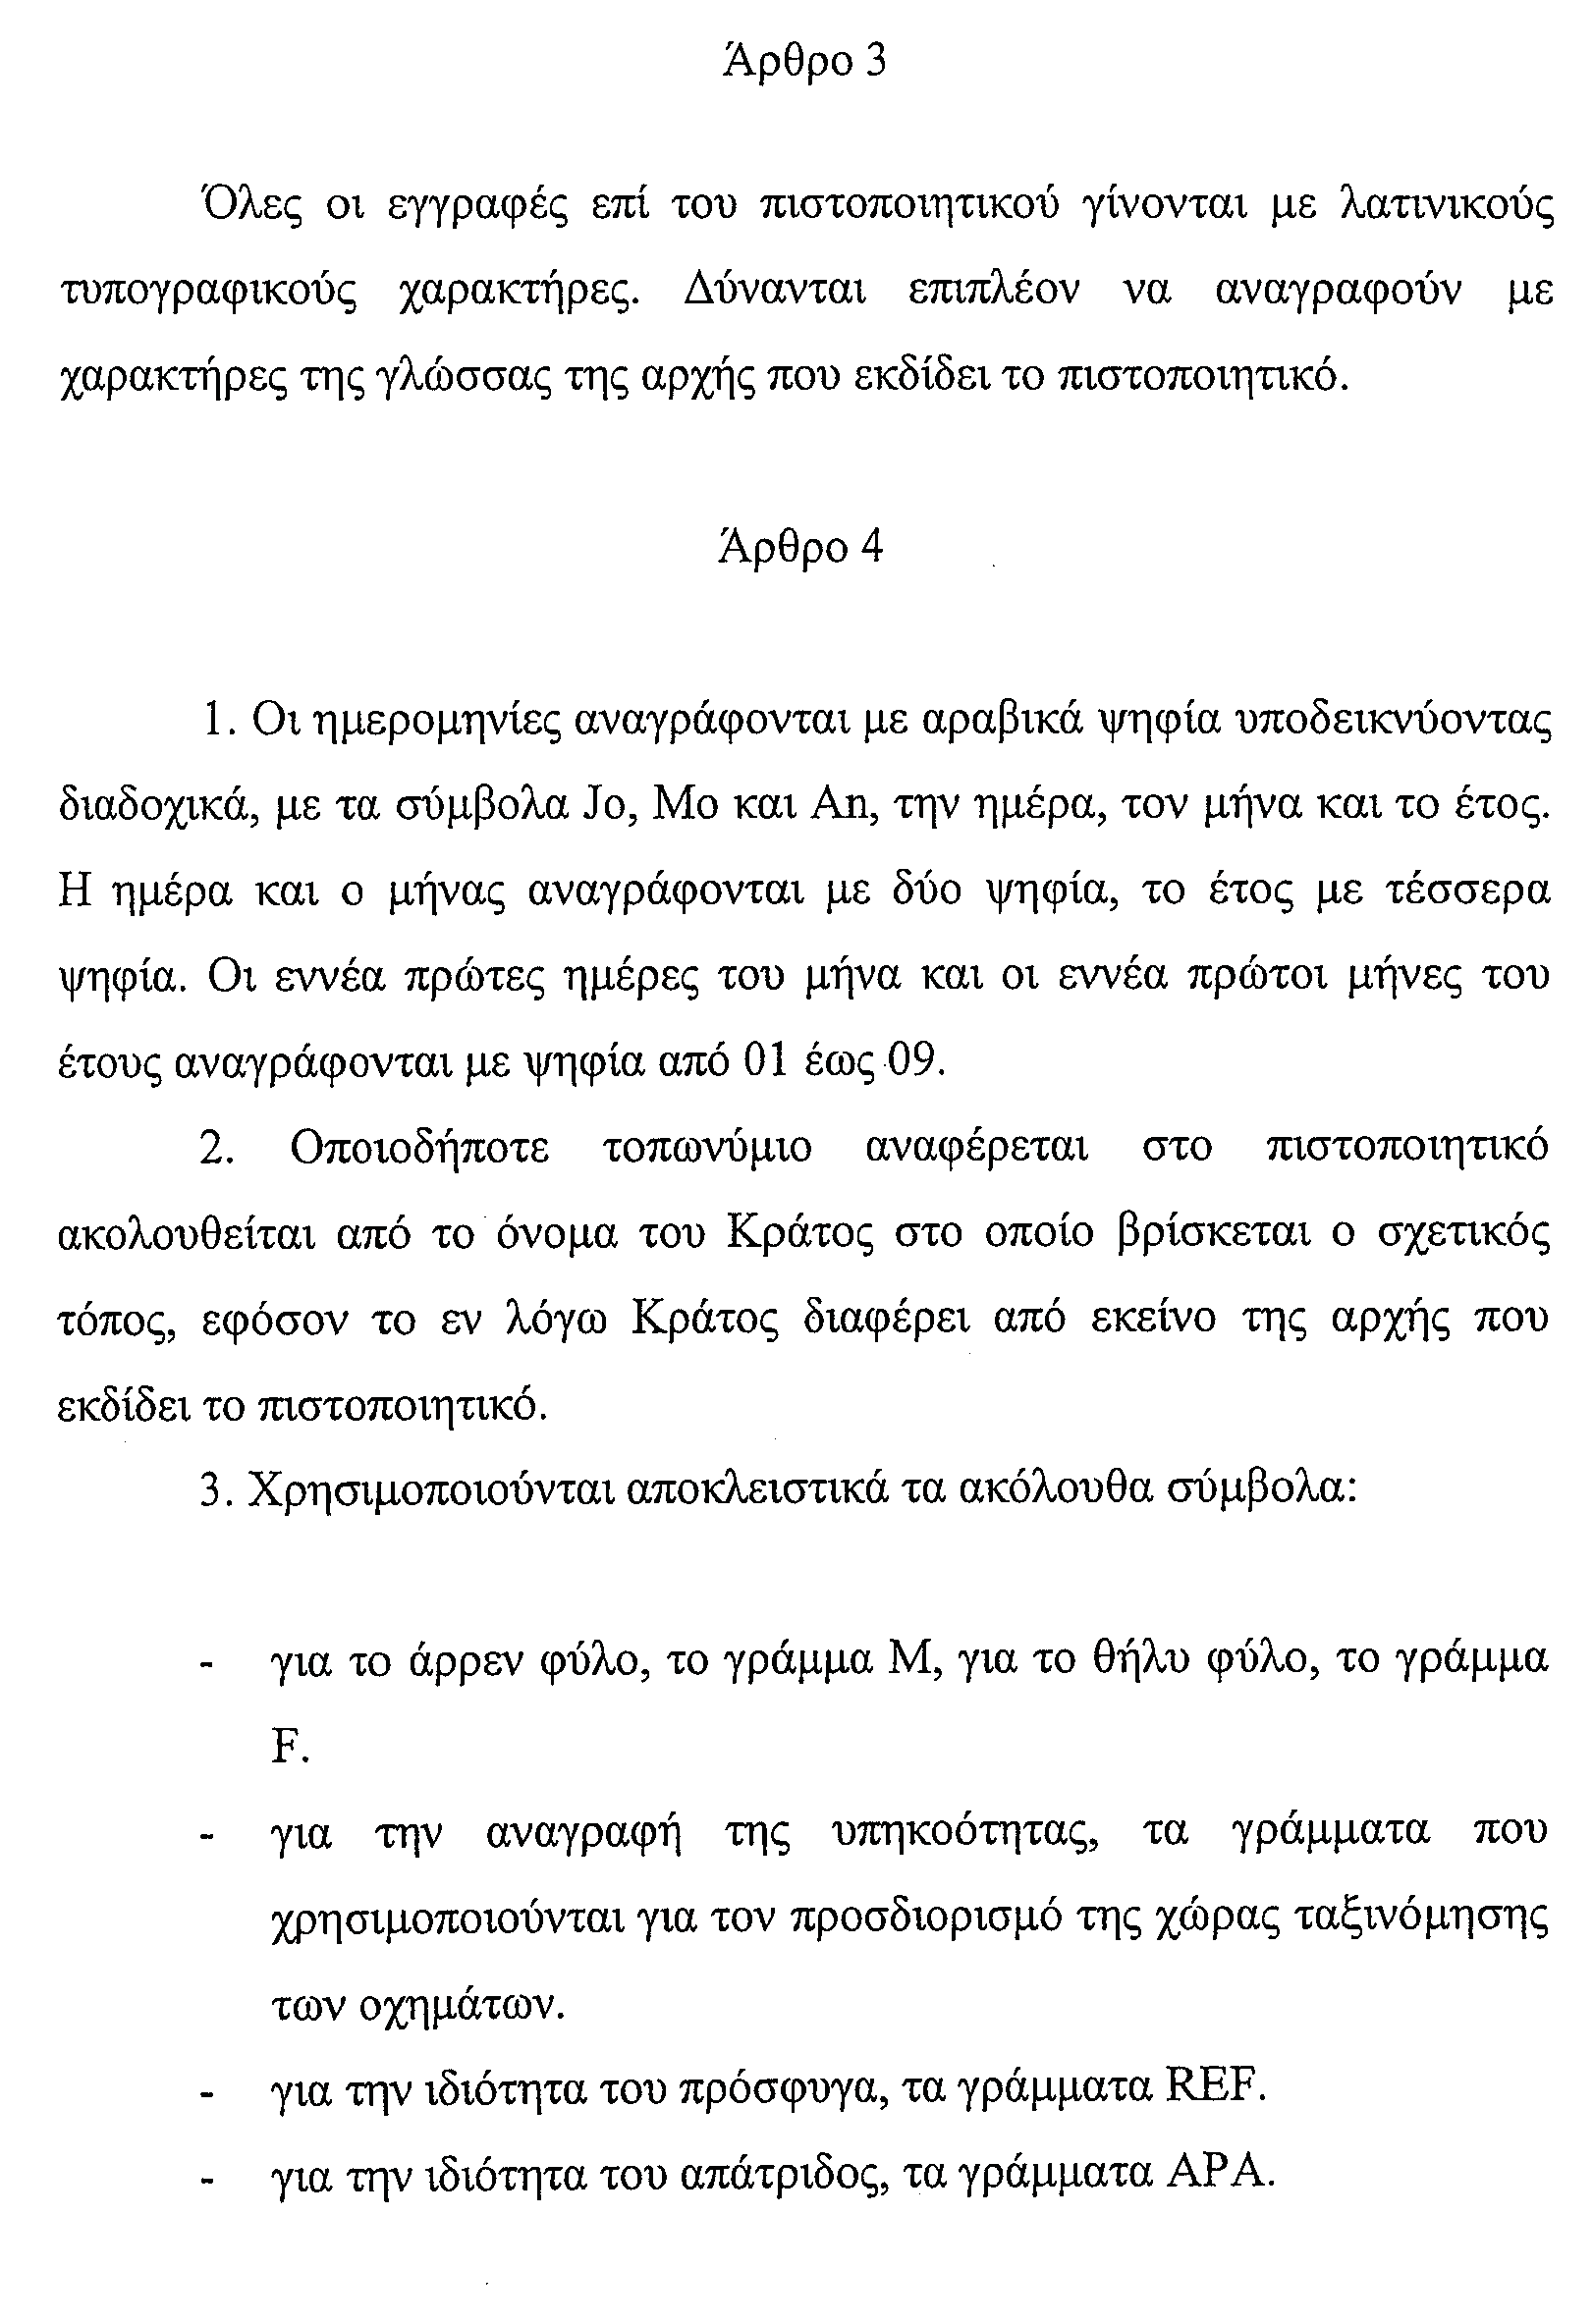 Άρθρο 3
Όλες οι εγγραφές επί του πιστοποιητικού γίνονται με λατινικούς
τυπογραφικούς χαρακτήρες. Δύνανται επιπλέον να αναγραφούν με
χαρακτήρες της γλώσσας της αρχής που εκδίδει το πιστοποιητικό.
Άρθρο 4
1. Οι ημερομηνίες αναγράφονται με αραβικά ψηφία υποδεικνύοντας
διαδοχικά, με τα σύμβολα Jo, Mo και An, την ημέρα, τον μήνα και το έτος.
Η ημέρα και ο μήνας αναγράφονται με δύο ψηφία, το έτος με τέσσερα
ψηφία. Οι εννέα πρώτες ημέρες του μήνα και οι εννέα πρώτοι μήνες του
έτους αναγράφονται με ψηφία από 01 έως 09.
2. Οποιοδήποτε τοπωνύμιο αναφέρεται στο πιστοποιητικό
ακολουθείται από το όνομα του Κράτος στο οποίο βρίσκεται ο σχετικός
τόπος, εφόσον το εν λόγω Κράτος διαφέρει από εκείνο της αρχής που
εκδίδει το πιστοποιητικό.
3. Χρησιμοποιούνται αποκλειστικά τα ακόλουθα σύμβολα:
- για το άρρεν φύλο, το γράμμα M, για το θήλυ φύλο, το γράμμα
F.
- για την αναγραφή της υπηκοότητας, τα γράμματα που
χρησιμοποιούνται για τον προσδιορισμό της χώρας ταξινόμησης
των οχημάτων.
- για την ιδιότητα του πρόσφυγα, τα γράμματα REF.
- για την ιδιότητα του απάτριδος, τα γράμματα APA.